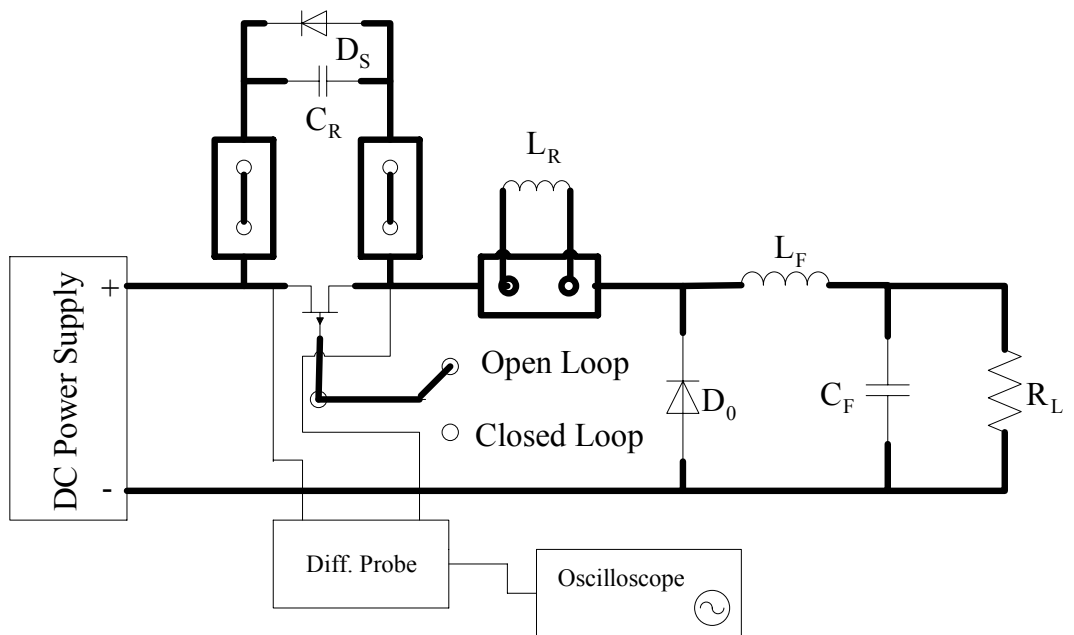 D_S
C_R
L_R
L_F
+
DC Power Supply
Open Loop
D_0
C_F
R_L
Closed Loop
-
Diff. Probe
Oscilloscope